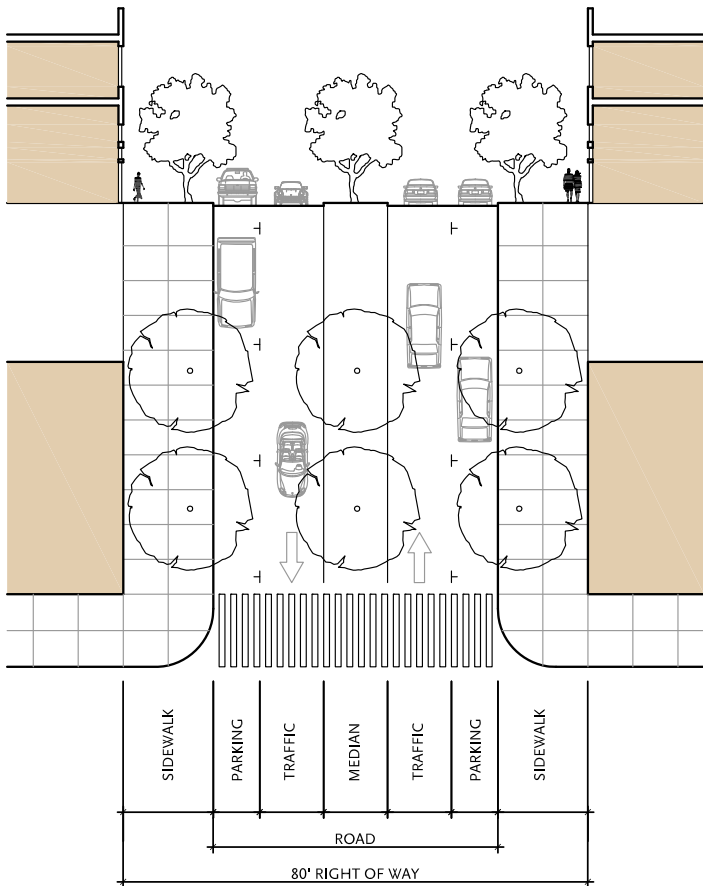 SIDEWALK
PARKING
TRAFFIC
MEDIAN
TRAFFIC
PARKING
SIDEWALK
ROAD
80' RIGHT OF WAY